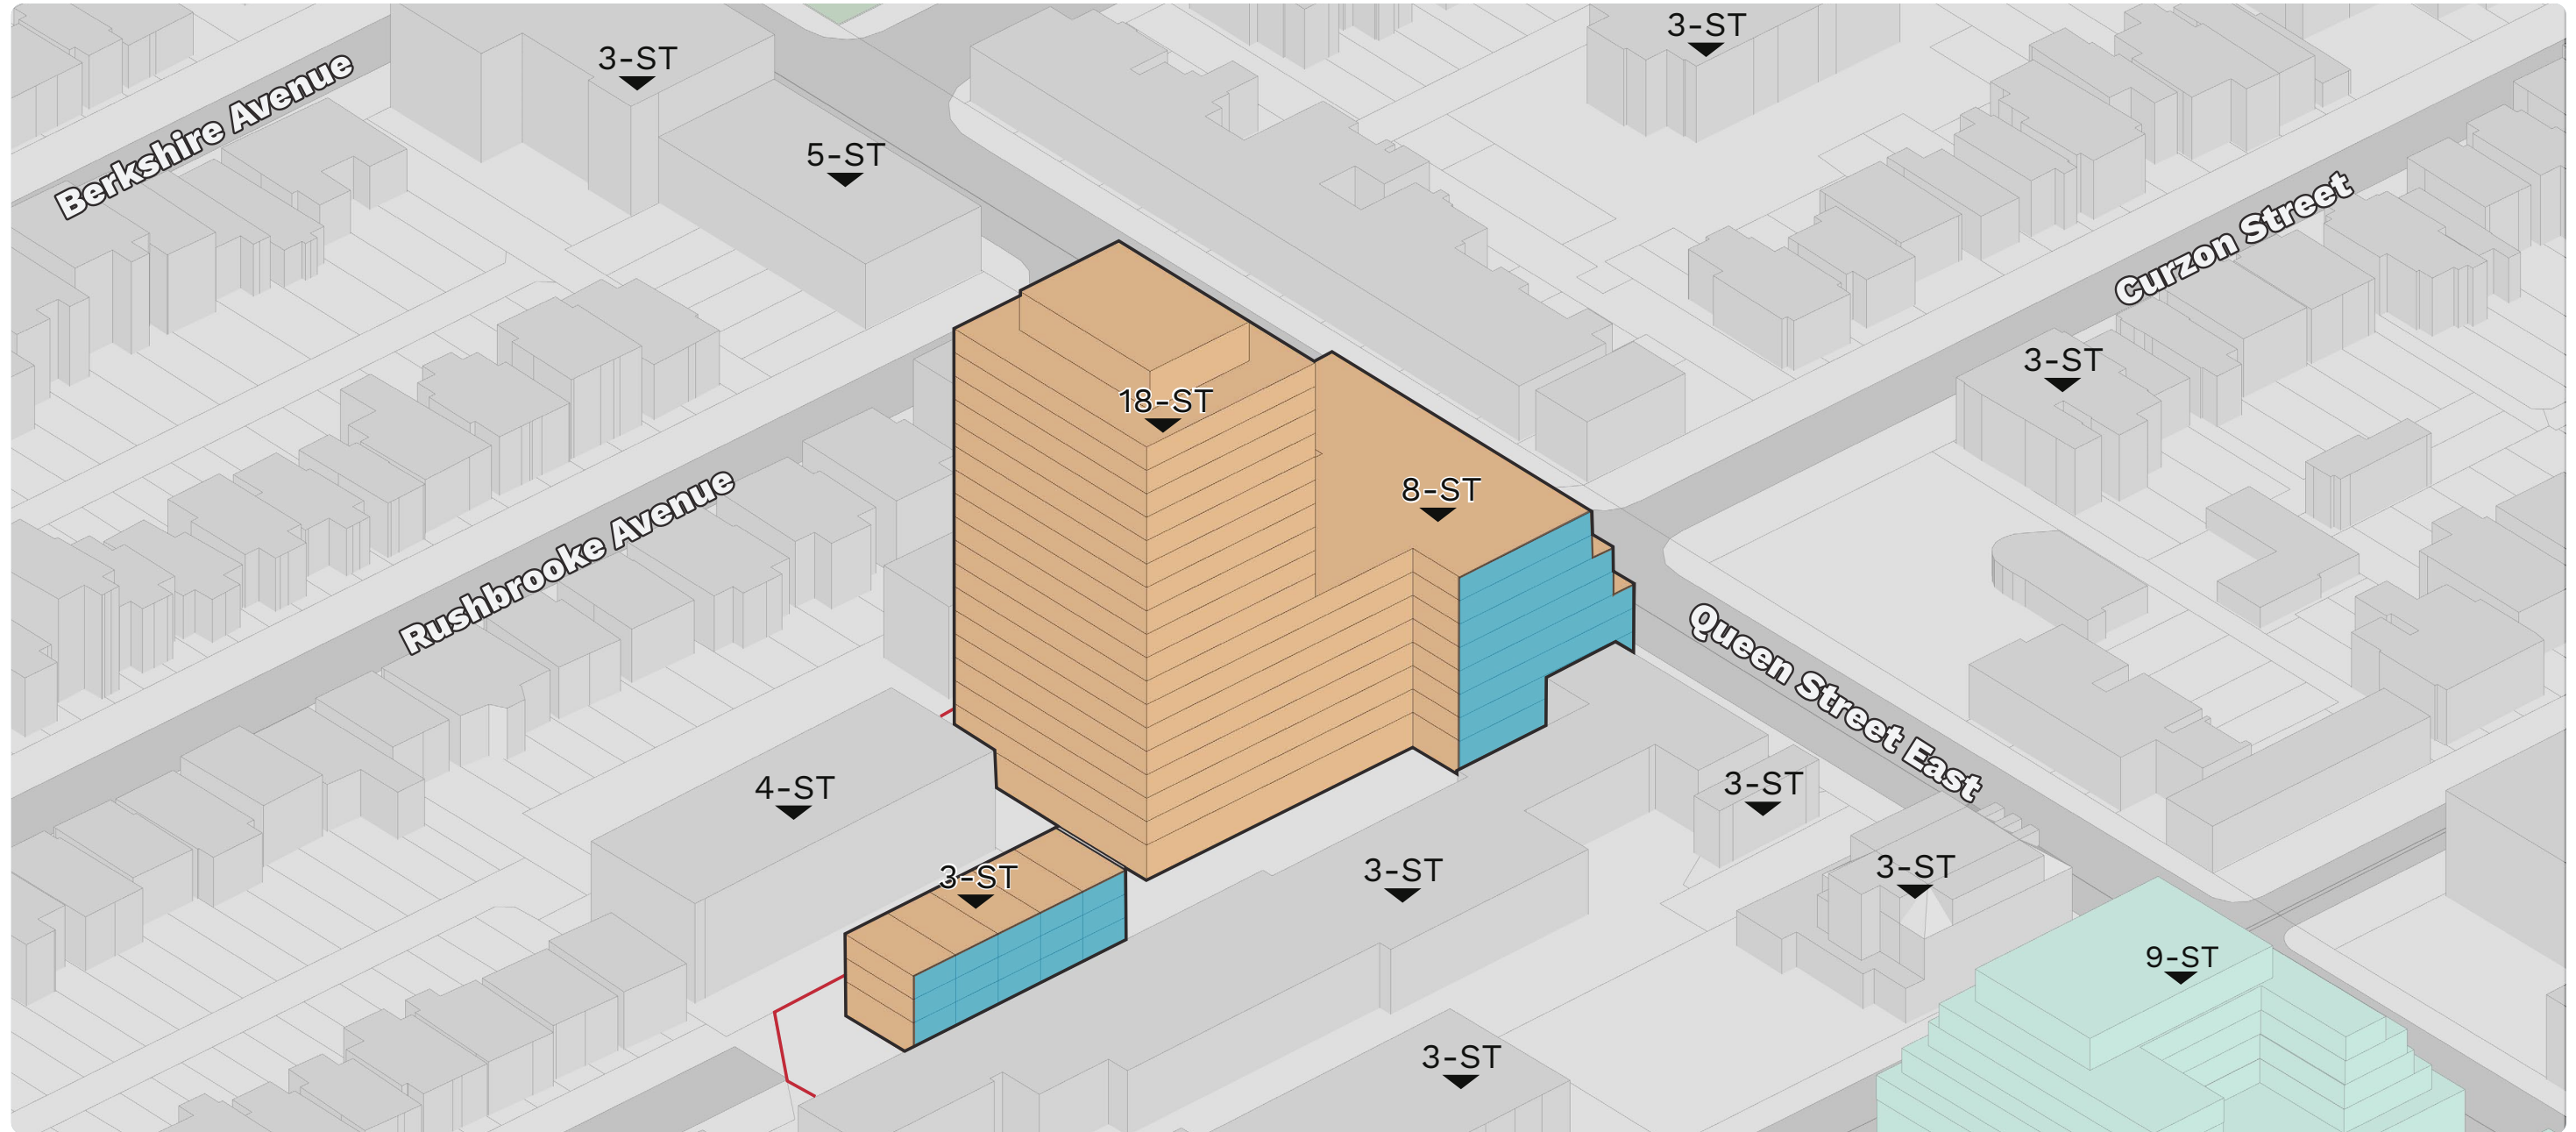 3-ST
3-ST
Berkshire Avenue
5-ST
Curzon Street
3-ST
18-ST
8-ST
Rushbrooke Avenue
Queen Street East
4-ST
3-ST
3-ST
3-ST
3-ST
9-ST
3-ST